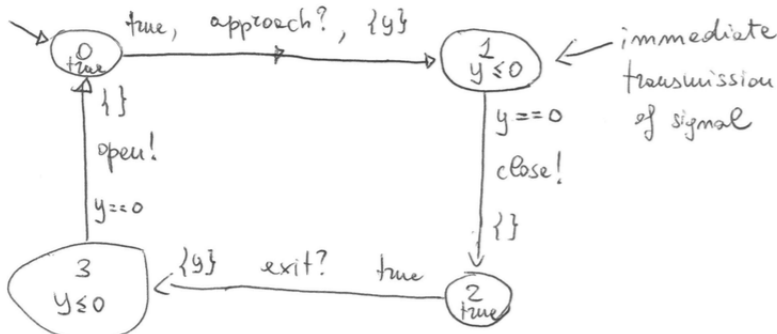 true, approach?, {y}
0
true
1
y ≤ 0
immediate
transmission
of signal
{}
open!
y==0
y==0
close!
{}
3
y ≤ 0
{y} exit? true
2
true